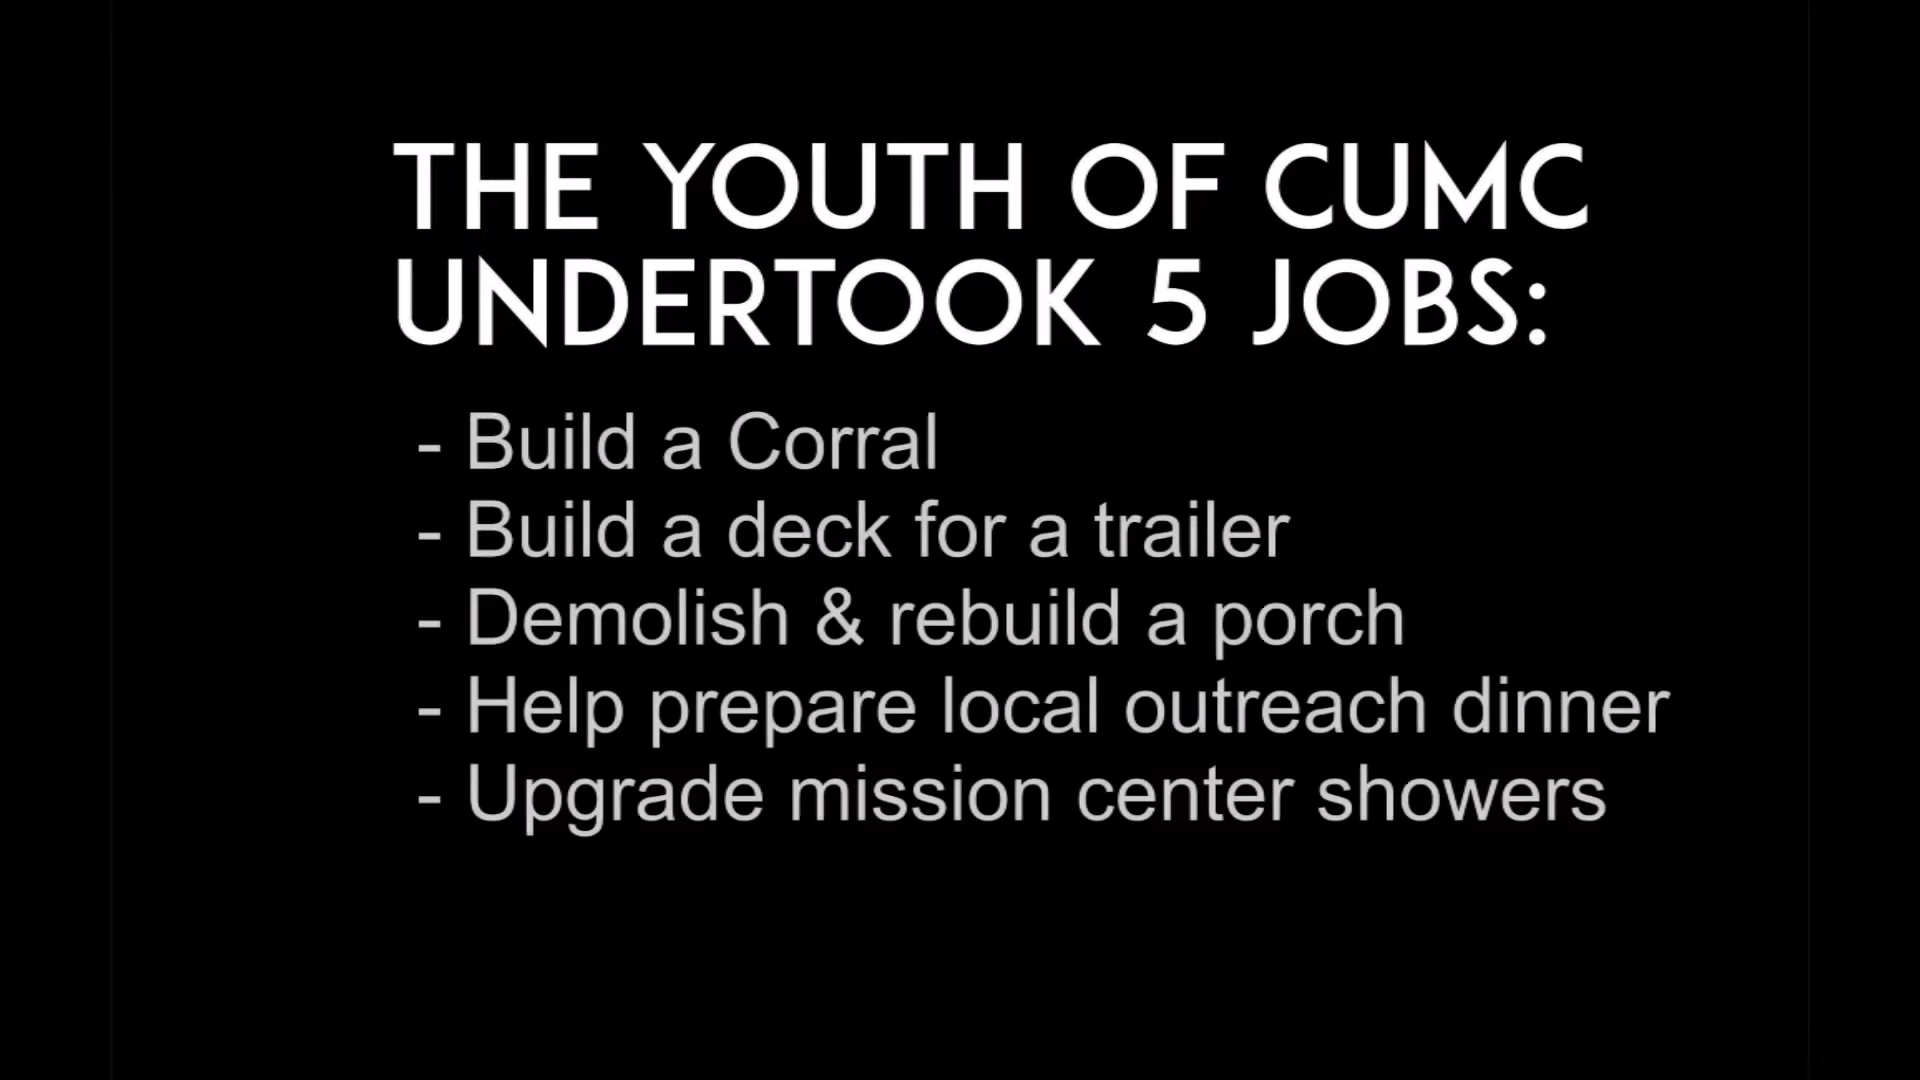 THE YOUTH OF CUMC
UNDERTOOK 5 JOBS:
- Build a Corral
- Build a deck for a trailer
- Demolish & rebuild a porch
- Help prepare local outreach dinner
- Upgrade mission center showers